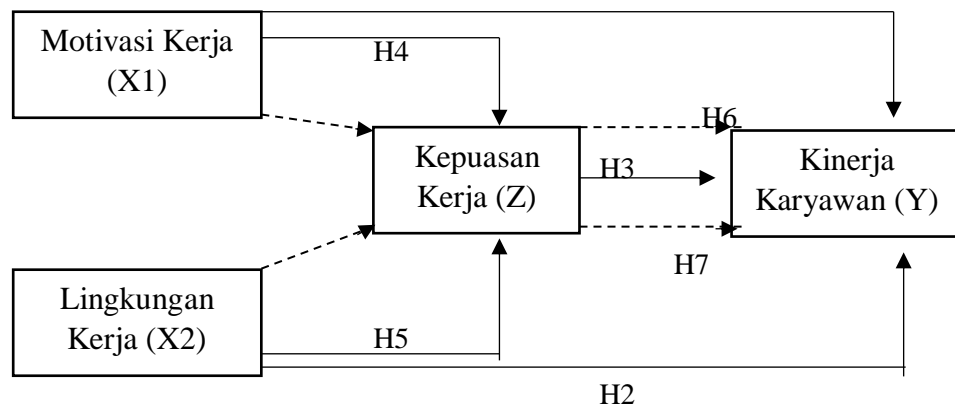 Motivasi Kerja
(X1)
H4
H6
Kepuasan
Kerja (Z)
H3
Kinerja
Karyawan (Y)
H7
Lingkungan
Kerja (X2)
H5
H2